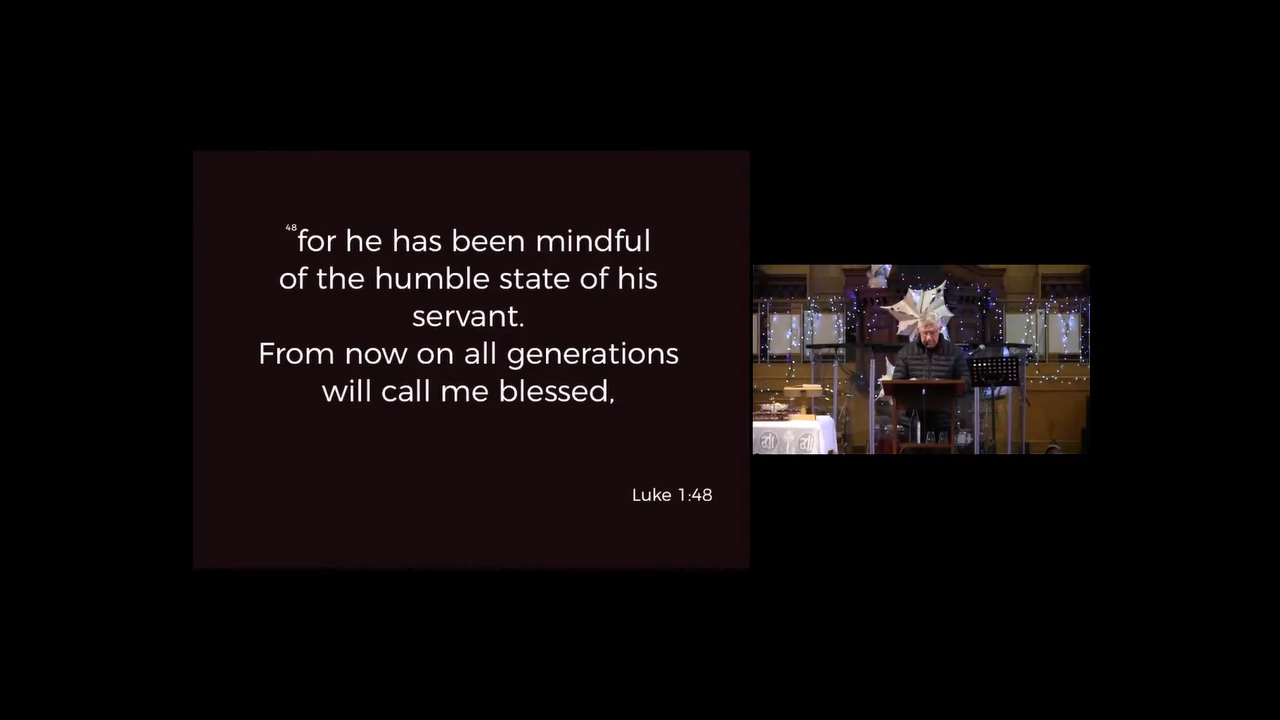 48for he has been mindful
of the humble state of his
servant.
From now on all generations
will call me blessed,
Luke 1:48